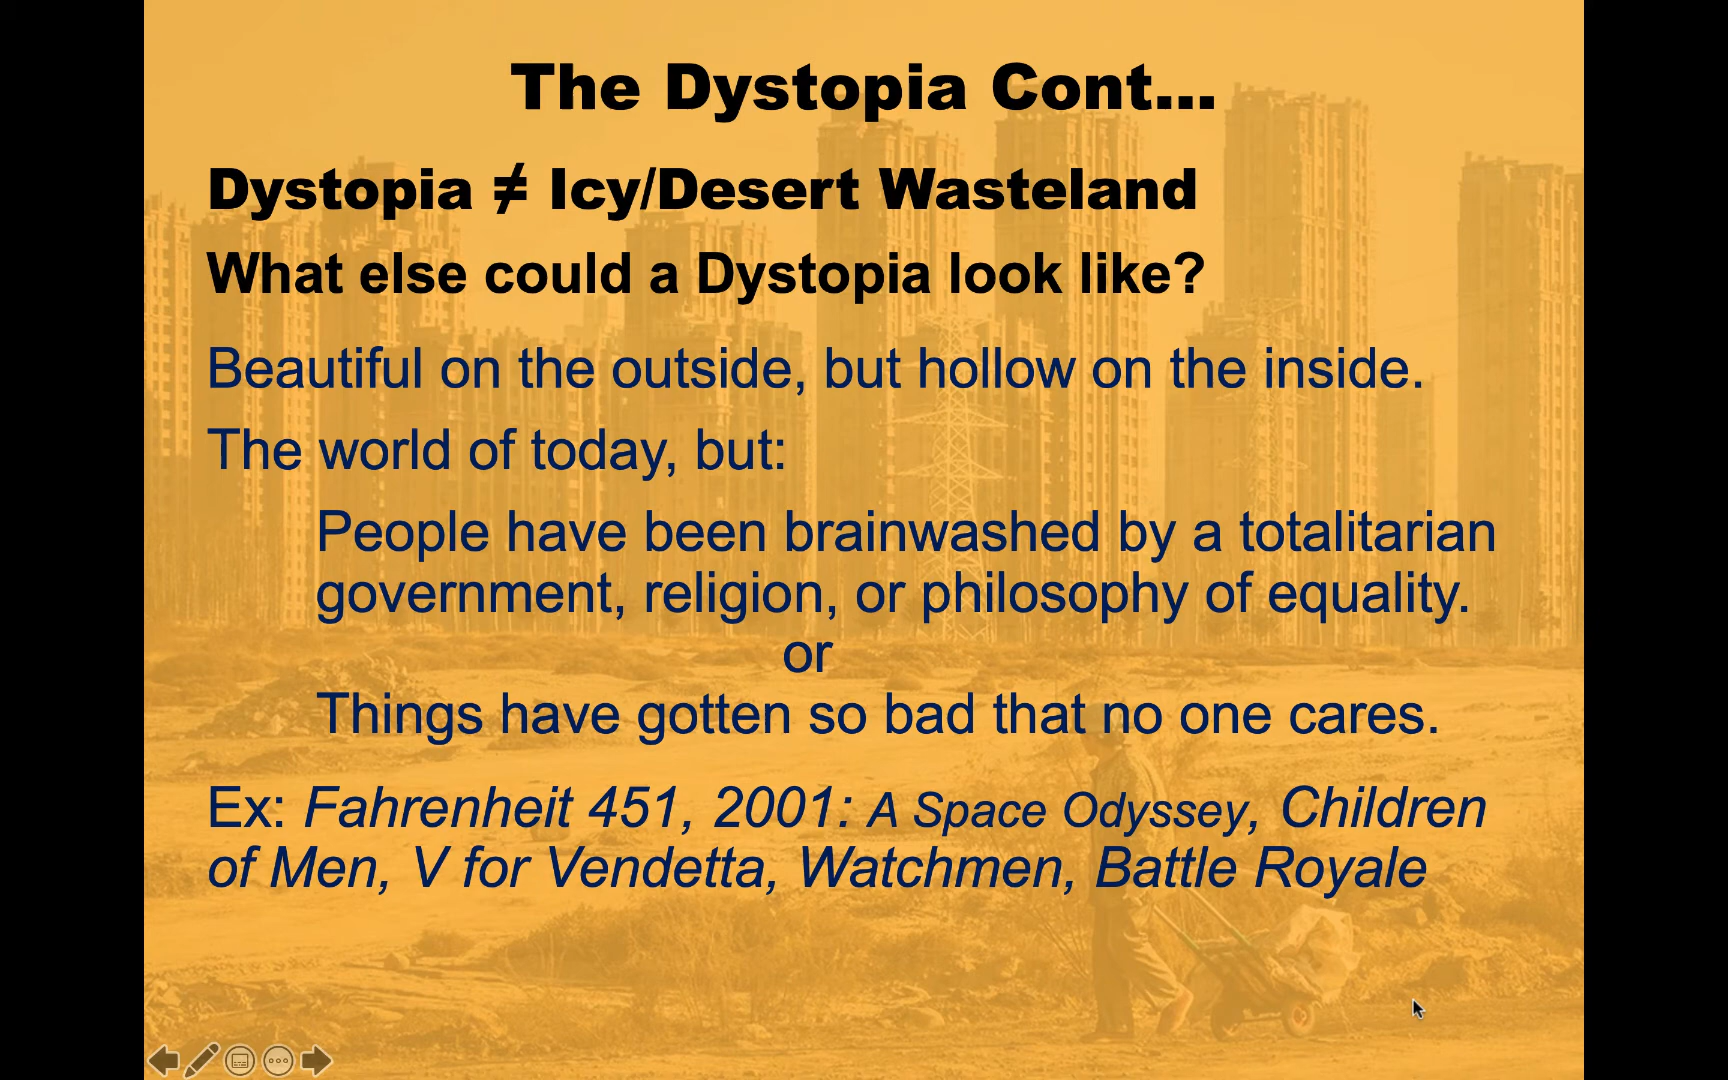 The Dystopia Cont...
Dystopia ≠ Icy/Desert Wasteland
What else could a Dystopia look like?
Beautiful on the outside, but hollow on the inside.
The world of today, but:
People have been brainwashed by a totalitarian
government, religion, or philosophy of equality.
or
Things have gotten so bad that no one cares.
Ex: Fahrenheit 451, 2001: A Space Odyssey, Children
of Men, V for Vendetta, Watchmen, Battle Royale